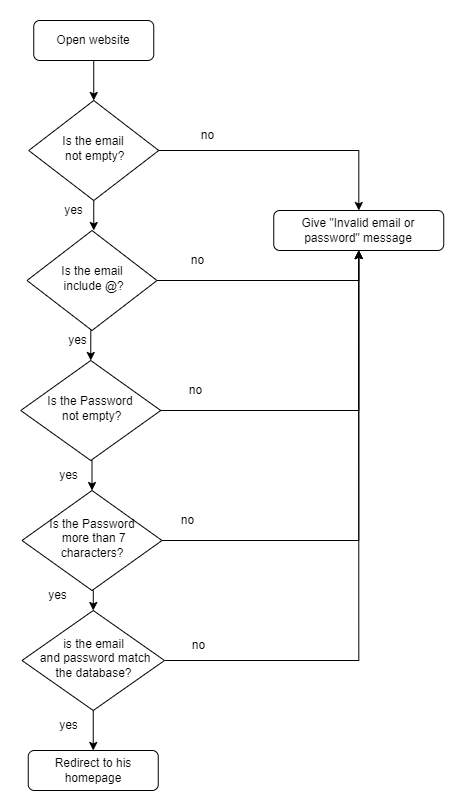 Open website
Is the email
not empty?
no
yes
Give "Invalid email or
password" message
Is the email
include @?
no
yes
Is the Password
not empty?
no
yes
Is the Password
more than 7
characters?
no
yes
is the email
and password match
the database?
no
yes
Redirect to his
homepage